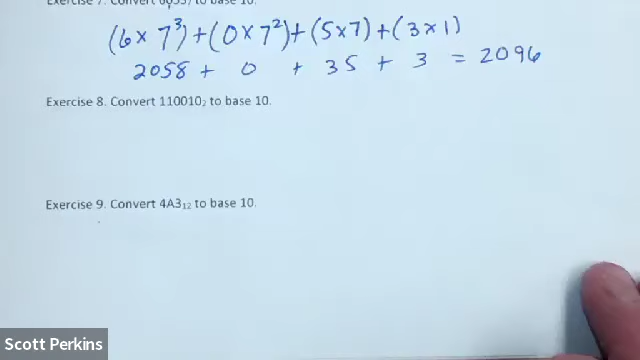 (6 × 7³) + (0 × 7²) + (5 × 7) + (3 × 1)
2058 + 0 + 35 + 3 = 2096
Exercise 8. Convert 110010₂ to base 10.
Exercise 9. Convert 4A3₁₂ to base 10.
Scott Perkins